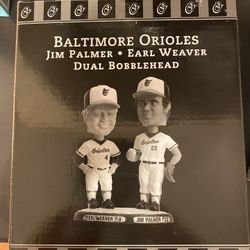 BALTIMORE ORIOLES
JIM PALMER • EARL WEAVER
DUAL BOBBLEHEAD
Orioles
4
Orioles
22
EARL WEAVER #4
JIM PALMER #22